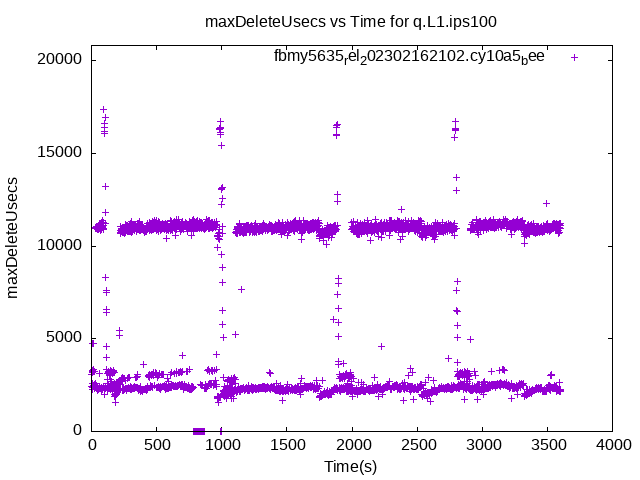 maxDeleteUsecs vs Time for q.L1.ips100
fbmy5635rel202302162102.cy10a5bee
20000
15000
10000
5000
0
maxDeleteUsecs
0 500 1000 1500 2000 2500 3000 3500 4000
Time(s)